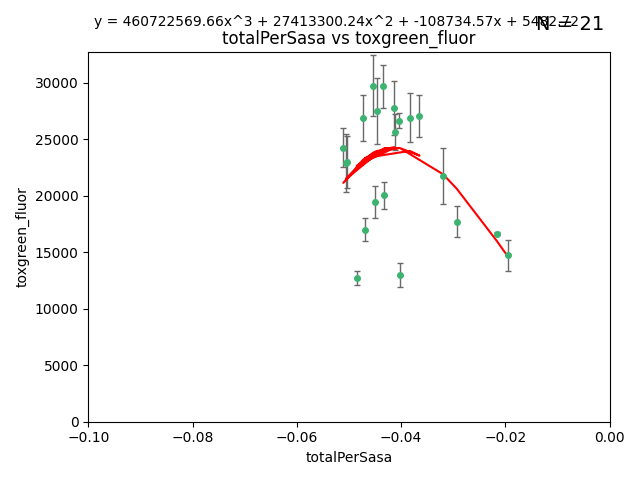 y = 460722569.66x^3 + 27413300.24x^2 + -108734.57x + 5482.72
N = 21
totalPerSasa vs toxgreen_fluor
30000
25000
20000
15000
10000
5000
0
toxgreen_fluor
−0.10 −0.08 −0.06 −0.04 −0.02 0.00
totalPerSasa